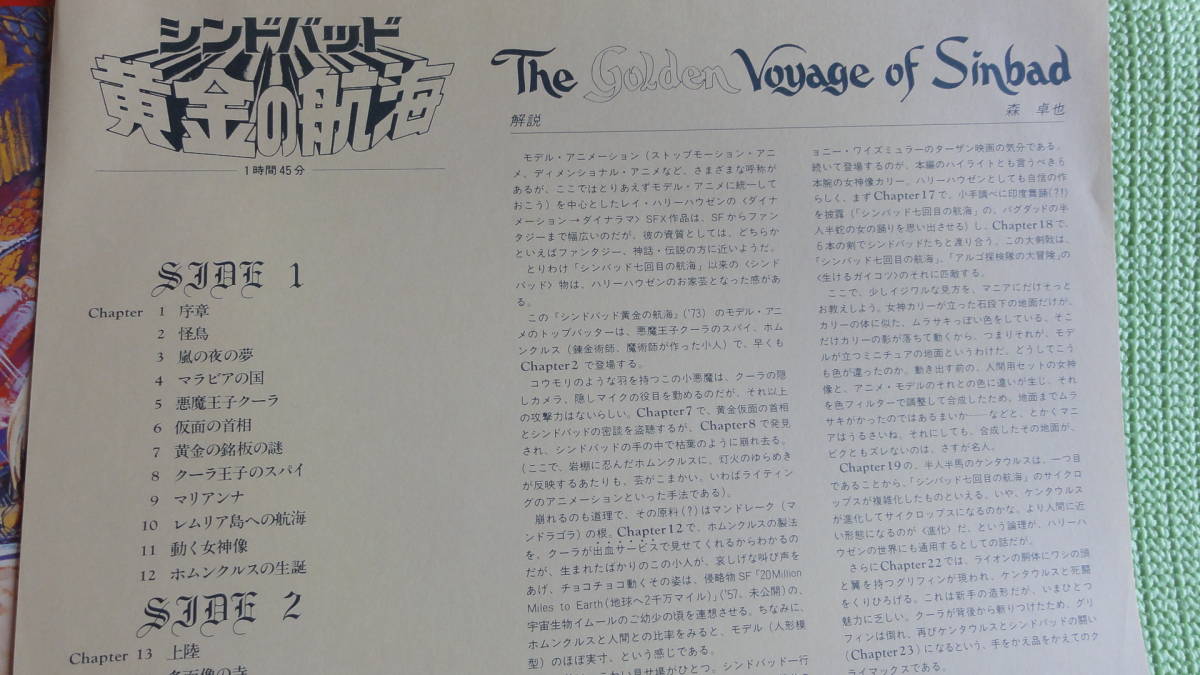 シンドバッド
黄金の航海
1時間45分
SIDE 1
Chapter 1 序章
2 怪鳥
3 嵐の夜の夢
4 マラビアの国
5 悪魔王子クーラ
6 仮面の首相
7 黄金の銘板の謎
8 クーラ王子のスパイ
9 マリアンナ
10 レムリア島への航海
11 動く女神像
12 ホムンクルスの生誕
SIDE 2
Chapter 13 上陸
The Golden Voyage of Sinbad
解説
森 卓也
モデル・アニメーション（ストップモーション・アニ
メ、ディメンショナル・アニメなど、さまざまな呼称が
あるが、ここではとりあえずモデル・アニメに統一して
おこう）を中心としたレイ・ハリーハウゼンの〈ダイナ
メーション→ダイナラマ〉SFX作品は、SFからファン
タジーまで幅広いのだが、彼の資質としては、どちらか
といえばファンタジー、神話・伝説の方に近いようだ。
とりわけ「シンバッド七回目の航海」以来の〈シンド
バッド〉物は、ハリーハウゼンのお家芸となった感があ
る。
この「シンドバッド黄金の航海」('73) のモデル・アニ
メのトップバッターは、悪魔王子クーラのスパイ、ホム
ンクルス（錬金術師、魔術師が作った小人）で、早くも
Chapter 2 で登場する。
コウモリのような羽を持つこの小悪魔は、クーラの隠
しカメラ、隠しマイクの役目を勤めるのだが、それ以上
の攻撃力はないらしい。Chapter 7 で、黄金仮面の首相
とシンドバッドの密談を盗聴するが、Chapter 8 で発見
され、シンドバッドの手の中で枯葉のように崩れ去る。
（ここで、岩棚に忍んだホムンクルスに、灯火のゆらめき
が反映するあたりも、芸がこまかい。いわばライティン
グのアニメーションといった手法である）。
崩れるのも道理で、その原料（？）はマンドレーク（マ
ンドラゴラ）の根。Chapter 12 で、ホムンクルスの製法
を、クーラが出血サービスで見せてくれるからわかるの
だが、生まれたばかりのこの小人が、哀しげな叫び声を
あげ、チョコチョコ動くその姿は、侵略物SF「20Million
Miles to Earth（地球へ2千万マイル）」('57、未公開) の、
宇宙生物イムールのご幼少の頃を連想させる。ちなみに、
ホムンクルスと人間との比率をみると、モデル（人形模
型）のほぼ実寸、という感じである。
こわい見せ場がひとつ。シンドバッド一行
ョニー・ワイズミュラーのターザン映画の気分である。
続いて登場するのが、本編のハイライトとも言うべき6
本腕の女神像カリー。ハリーハウゼンとしても自信の作
らしく、まずChapter 17 で、小手調べに印度舞踊(?!)
を披露（「シンバッド七回目の航海」の、バグダッドの半
人半蛇の女の踊りを思い出させる）し、Chapter 18 で、
6本の剣でシンドバッドたちと渡り合う。この大剣戟は、
「シンバッド七回目の航海」、「アルゴ探検隊の大冒険」の
〈生けるガイコツ〉のそれに匹敵する。
ここで、少しイジワルな見方を、マニアにだけそっと
お教えしよう。女神カリーが立った石段下の地面だけが、
カリーの体に似た、ムラサキっぽい色をしている。そこ
だけカリーの影が落ちて動くから、つまりそれが、モデ
ルが立つミニチュアの地面というわけだ。どうしてこう
も色が違ったのか。動き出す前の、人間用セットの女神
像と、アニメ・モデルのそれとの色に違いが生じ、それ
を色フィルターで調整して合成したため、地面までムラ
サキがかったのではあるまいか——などと、とかくマニ
アはうるさいね。それにしても、合成したその地面が、
ビクともズレないのは、さすが名人。
Chapter 19 の、半人半馬のケンタウルスは、一つ目
であることから、「シンバッド七回目の航海」のサイクロ
ップスが複雑化したものといえる。いや、ケンタウルス
が進化してサイクロップスになるのかな。より人間に近
い形態になるのが〈進化〉だ、という論理が、ハリーハ
ウゼンの世界にも通用するとしての話だが。
さらにChapter 22 では、ライオンの胴体にワシの頭
と翼を持つグリフィンが現われ、ケンタウルスと死闘
をくりひろげる。これは新手の造形だが、いまひとつ
魅力に乏しい。クーラが背後から斬りつけたため、グリ
フィンは倒れ、再びケンタウルスとシンドバッドの闘い
（Chapter 23）になるという、手をかえ品をかえてのク
ライマックスである。